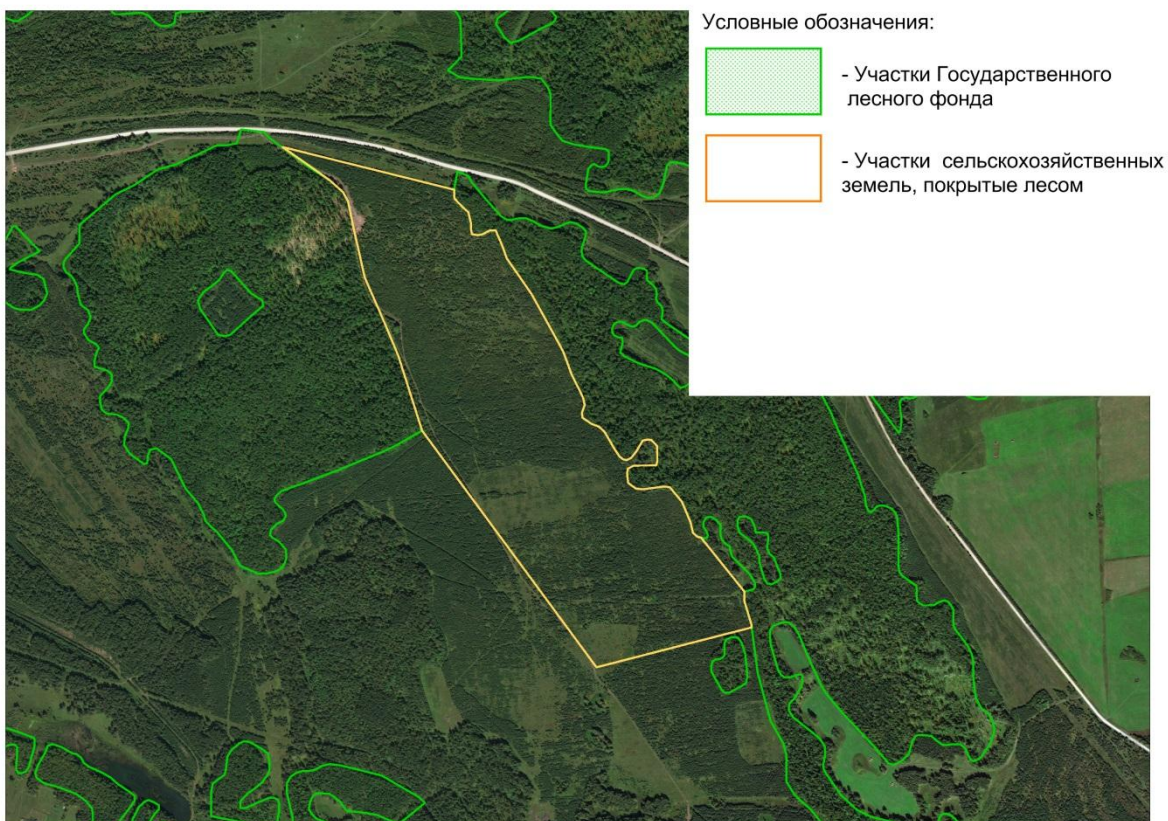 Условные обозначения:
- Участки Государственного
лесного фонда
- Участки сельскохозяйственных
земель, покрытые лесом